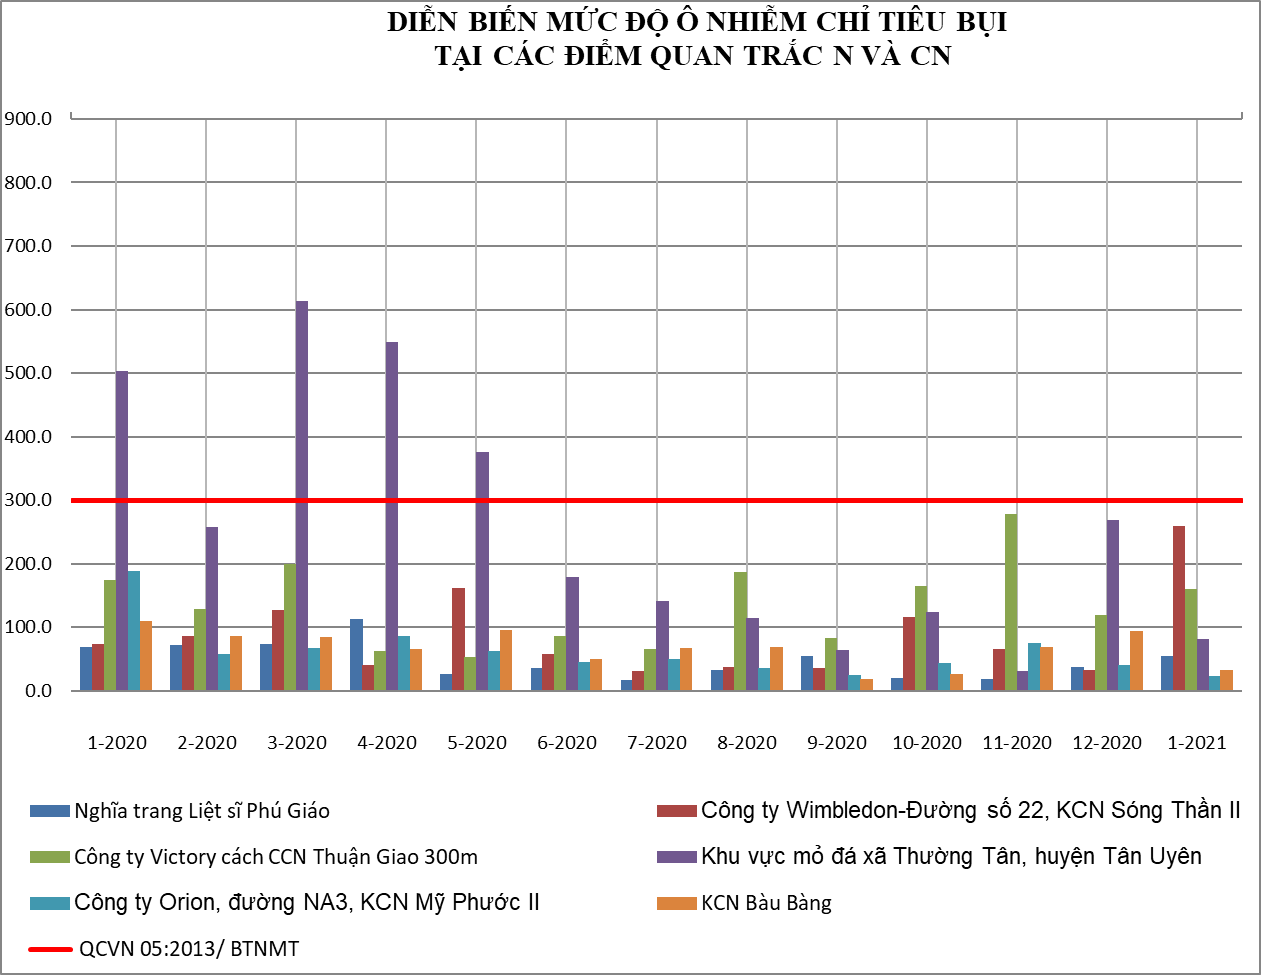 DIỄN BIẾN MỨC ĐỘ Ô NHIỄM CHỈ TIÊU BỤI
TẠI CÁC ĐIỂM QUAN TRẮC N VÀ CN
900.0
800.0
700.0
600.0
500.0
400.0
300.0
200.0
100.0
0.0
1-2020 2-2020 3-2020 4-2020 5-2020 6-2020 7-2020 8-2020 9-2020 10-2020 11-2020 12-2020 1-2021
Nghĩa trang Liệt sĩ Phú Giáo Công ty Wimbledon-Đường số 22, KCN Sóng Thần II
Công ty Victory cách CCN Thuận Giao 300m Khu vực mỏ đá xã Thường Tân, huyện Tân Uyên
Công ty Orion, đường NA3, KCN Mỹ Phước II KCN Bàu Bàng
QCVN 05:2013/ BTNMT